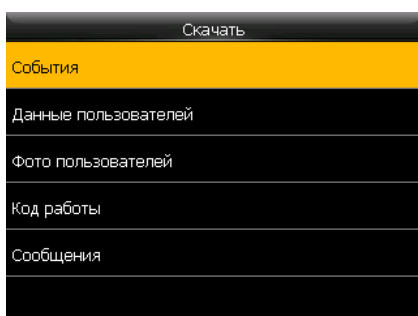 Скачать
События
Данные пользователей
Фото пользователей
Код работы
Сообщения